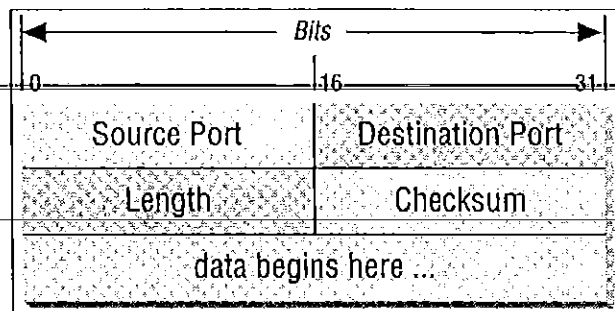 Bits
0 16 31
Source Port Destination Port
Length Checksum
data begins here ...